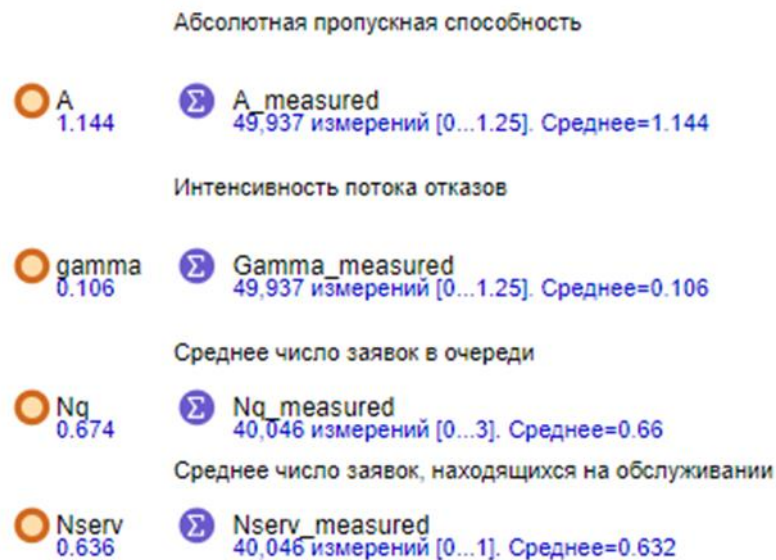 Абсолютная пропускная способность
A A_measured
1.144 49,937 измерений [0...1.25]. Среднее=1.144
Интенсивность потока отказов
gamma Gamma_measured
0.106 49,937 измерений [0...1.25]. Среднее=0.106
Среднее число заявок в очереди
Nq Nq_measured
0.674 40,046 измерений [0...3]. Среднее=0.66
Среднее число заявок, находящихся на обслуживании
Nserv Nserv_measured
0.636 40,046 измерений [0...1]. Среднее=0.632